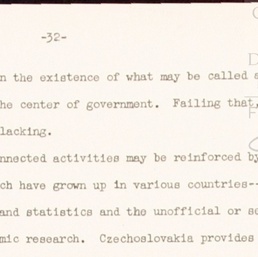 -32-
n the existence of what may be called
he center of government. Failing that,
lacking.
nnected activities may be reinforced by
ch have grown up in various countries--
and statistics and the unofficial or se
mic research. Czechoslovakia provides